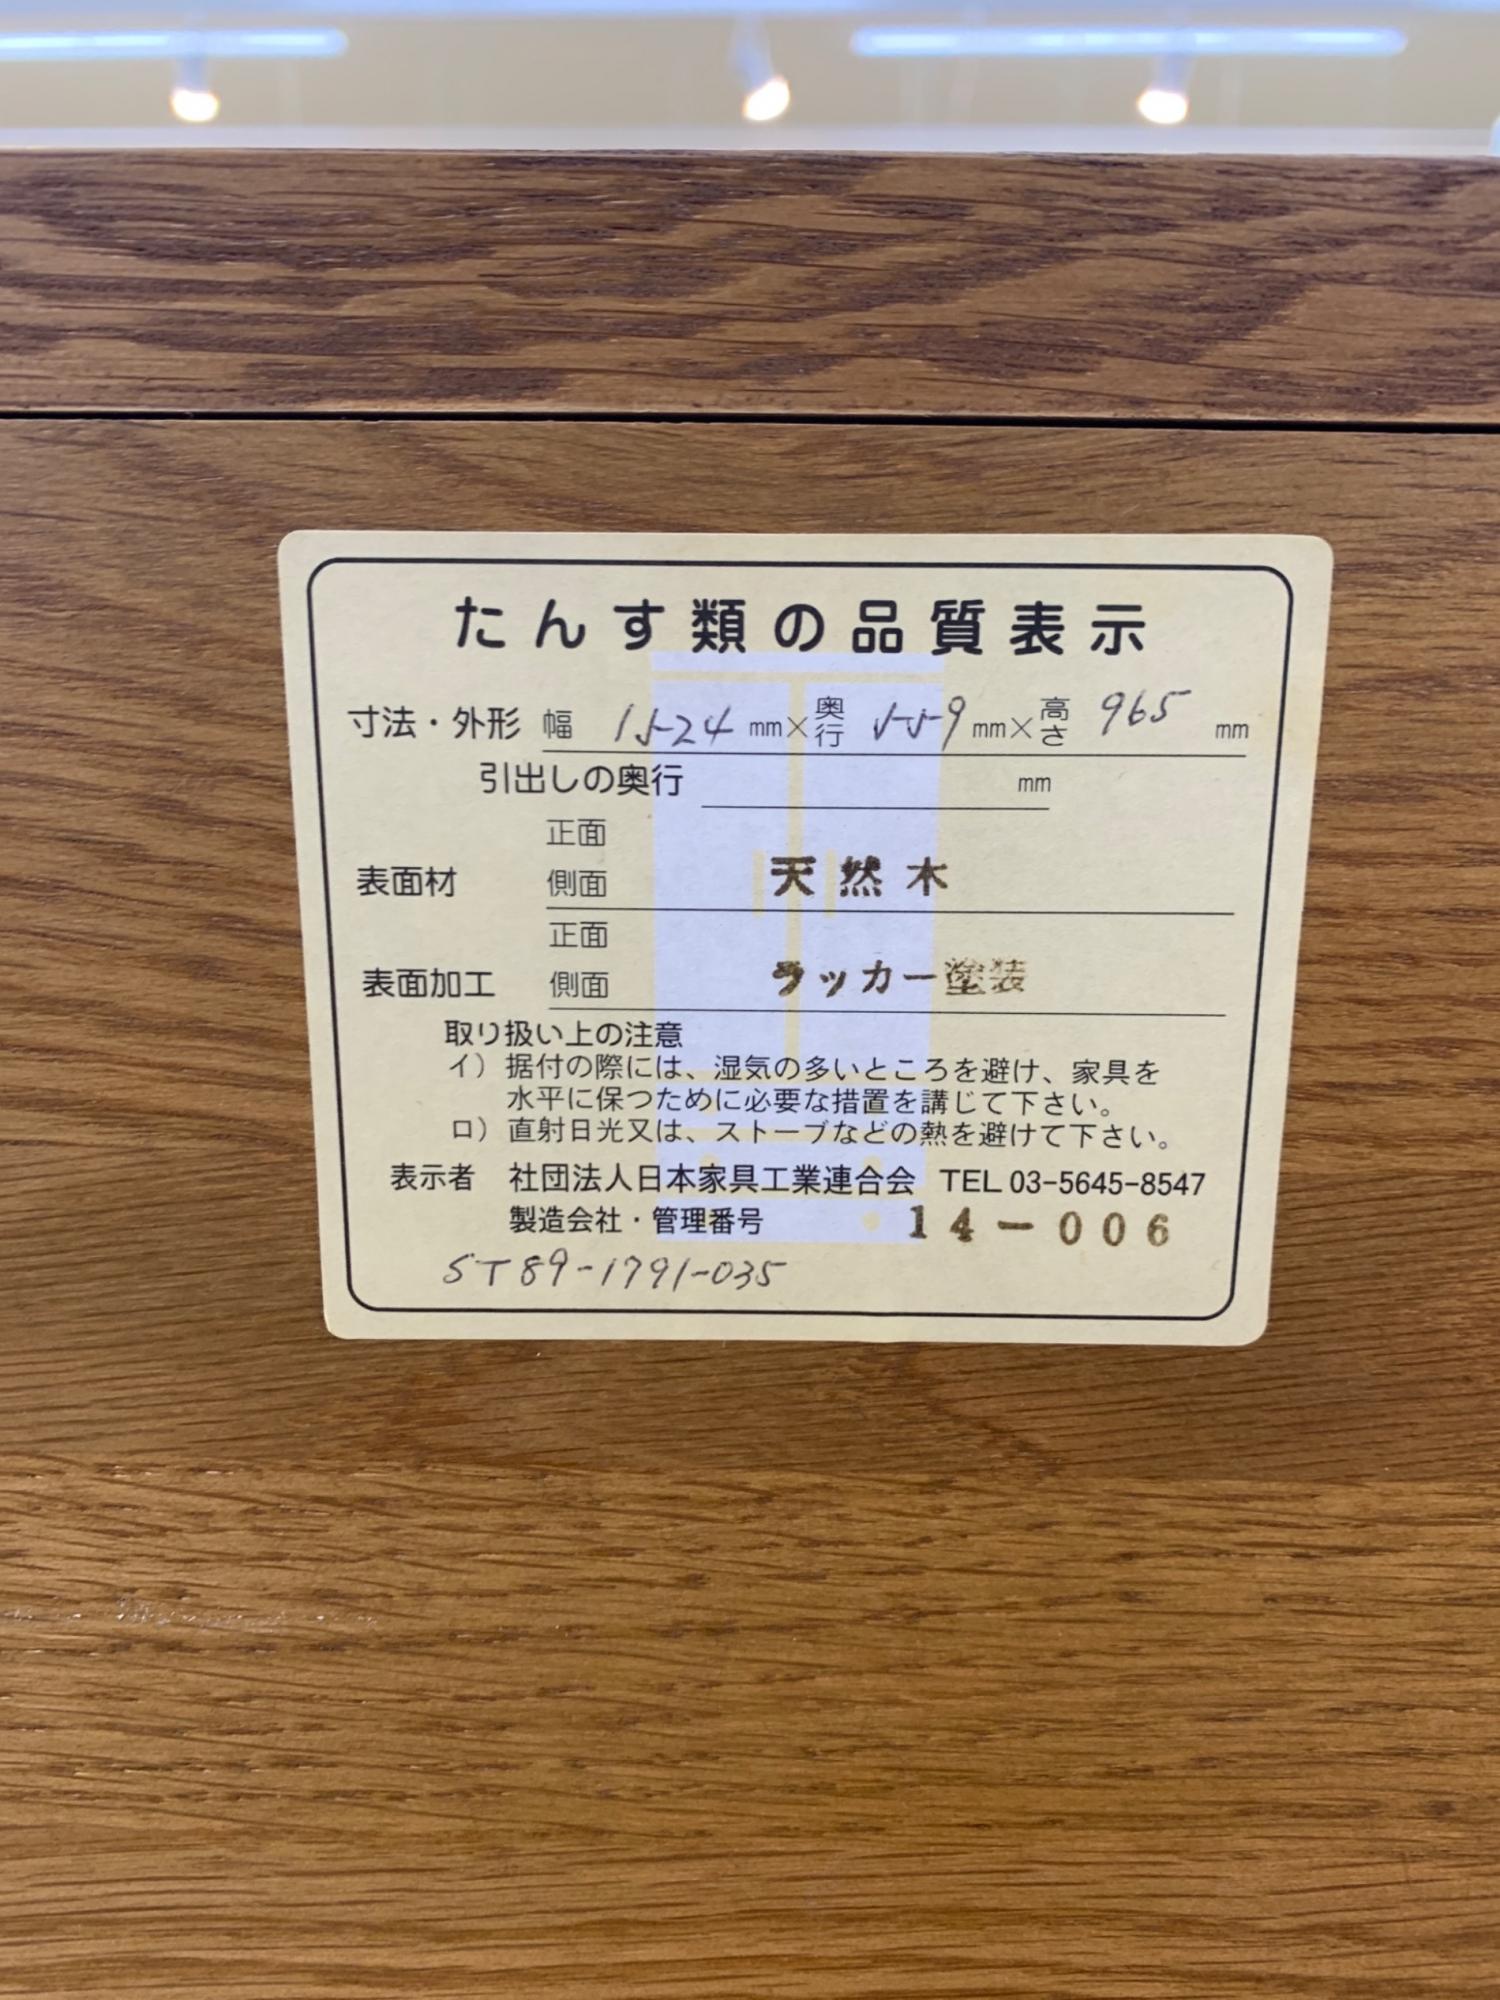 たんす類の品質表示
寸法・外形 幅 1524 mm× 奥行 559 mm× 高さ 965 mm
引出しの奥行 mm
正面
表面材 側面 天然木
正面
表面加工 側面 ラッカー塗装
取り扱い上の注意
イ) 据付の際には、湿気の多いところを避け、家具を
水平に保つために必要な措置を講じて下さい。
ロ) 直射日光又は、ストーブなどの熱を避けて下さい。
表示者 社団法人日本家具工業連合会 TEL 03-5645-8547
製造会社・管理番号 14-006
ST89-1791-035